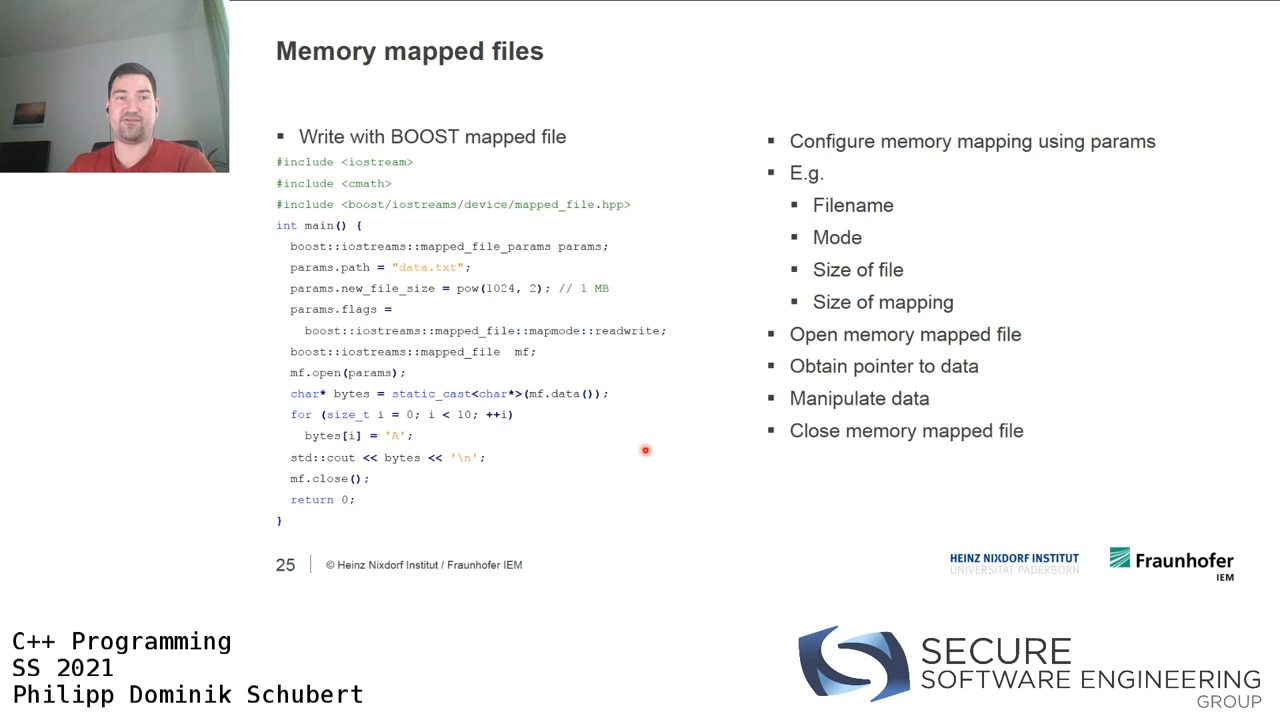 Memory mapped files
▪ Write with BOOST mapped file
#include <iostream>
#include <cmath>
#include <boost/iostreams/device/mapped_file.hpp>
int main() {
boost::iostreams::mapped_file_params params;
params.path = "data.txt";
params.new_file_size = pow(1024, 2); // 1 MB
params.flags =
boost::iostreams::mapped_file::mapmode::readwrite;
boost::iostreams::mapped_file mf;
mf.open(params);
char* bytes = static_cast<char*>(mf.data());
for (size_t i = 0; i < 10; ++i)
bytes[i] = 'A';
std::cout << bytes << '\n';
mf.close();
return 0;
}
▪ Configure memory mapping using params
▪ E.g.
▪ Filename
▪ Mode
▪ Size of file
▪ Size of mapping
▪ Open memory mapped file
▪ Obtain pointer to data
▪ Manipulate data
▪ Close memory mapped file
25 © Heinz Nixdorf Institut / Fraunhofer IEM
HEINZ NIXDORF INSTITUT
UNIVERSITÄT PADERBORN
Fraunhofer
IEM
C++ Programming
SS 2021
Philipp Dominik Schubert
SECURE
SOFTWARE ENGINEERING
GROUP